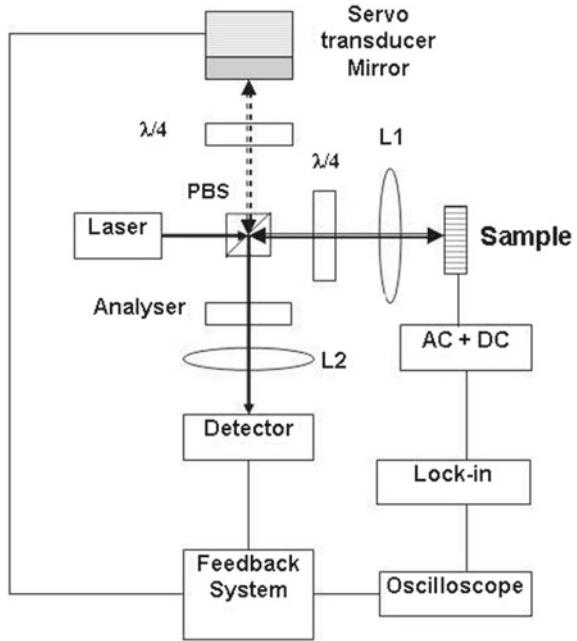 Servo
transducer
Mirror
λ/4
L1
λ/4
PBS
Laser
Sample
Analyser
AC + DC
L2
Detector
Lock-in
Feedback
System
Oscilloscope